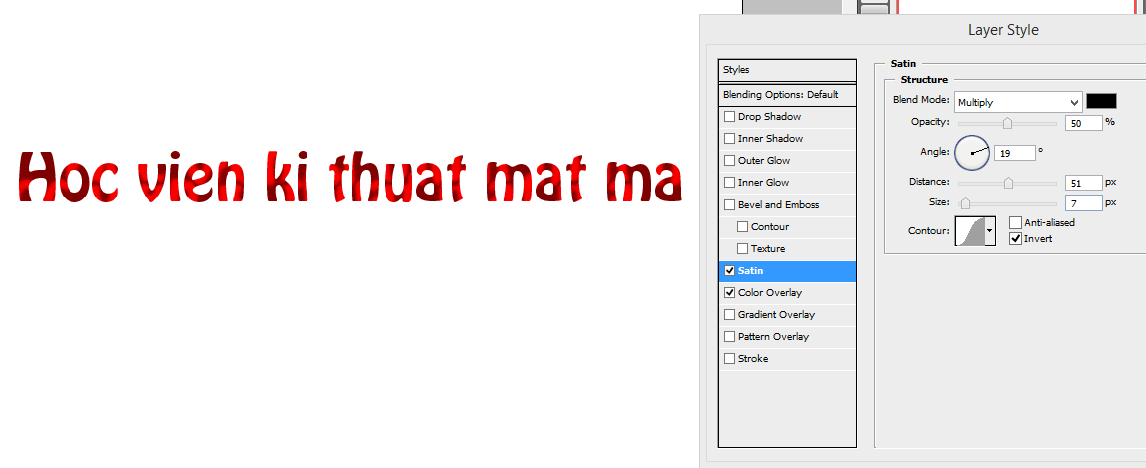 Layer Style
Hoc vien ki thuat mat ma
Styles
Blending Options: Default
Drop Shadow
Inner Shadow
Outer Glow
Inner Glow
Bevel and Emboss
Contour
Texture
Satin
Color Overlay
Gradient Overlay
Pattern Overlay
Stroke
Satin
Structure
Blend Mode: Multiply
Opacity: 50 %
Angle: 19 °
Distance: 51 px
Size: 7 px
Contour: Anti-aliased
Invert